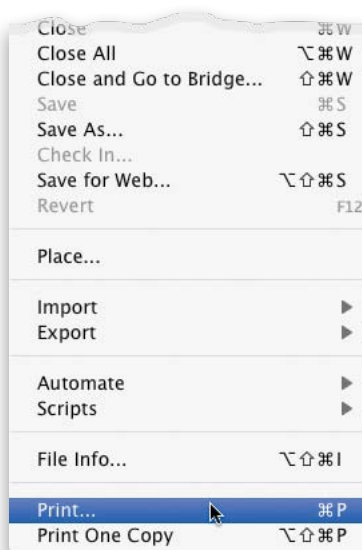 Close ⌘W
Close All ⌥⌘W
Close and Go to Bridge... ⇧⌘W
Save ⌘S
Save As... ⇧⌘S
Check In...
Save for Web... ⌥⇧⌘S
Revert F12
Place...
Import ▶
Export ▶
Automate ▶
Scripts ▶
File Info... ⌥⇧⌘I
Print... ⌘P
Print One Copy ⌥⇧⌘P